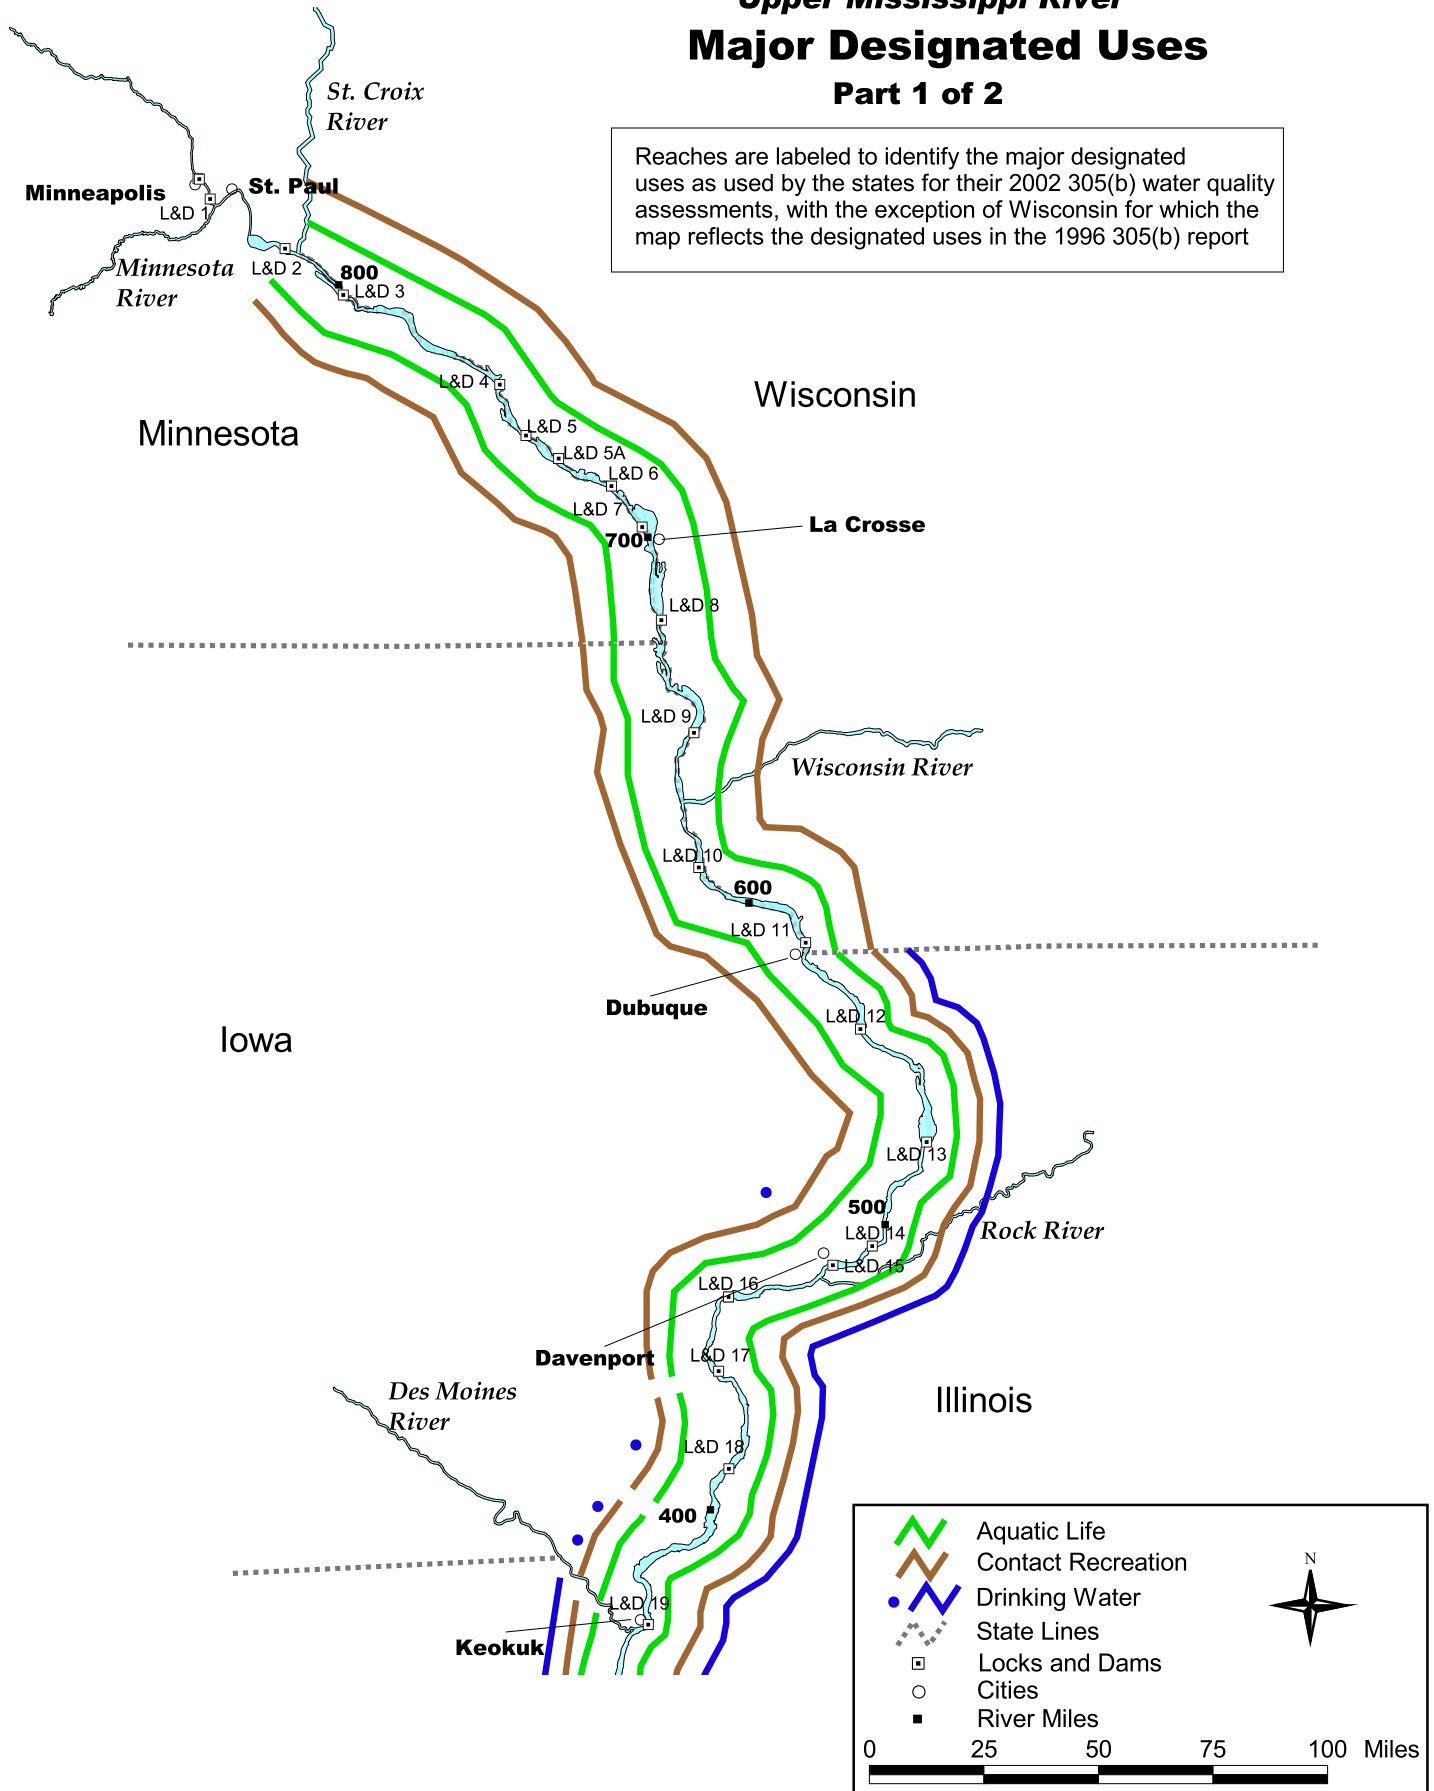 Upper Mississippi River
Major Designated Uses
Part 1 of 2
Reaches are labeled to identify the major designated
uses as used by the states for their 2002 305(b) water quality
assessments, with the exception of Wisconsin for which the
map reflects the designated uses in the 1996 305(b) report
St. Croix
River
Minneapolis
St. Paul
L&D 1
Minnesota
River
L&D 2
800
L&D 3
L&D 4
Wisconsin
Minnesota
L&D 5
L&D 5A
L&D 6
L&D 7
La Crosse
700
L&D 8
L&D 9
Wisconsin River
L&D 10
600
L&D 11
Dubuque
L&D 12
Iowa
L&D 13
500
Rock River
L&D 14
L&D 15
L&D 16
Davenport
L&D 17
Des Moines
River
Illinois
L&D 18
400
L&D 19
Keokuk
Aquatic Life
Contact Recreation
Drinking Water
State Lines
Locks and Dams
Cities
River Miles
N
0 25 50 75 100 Miles